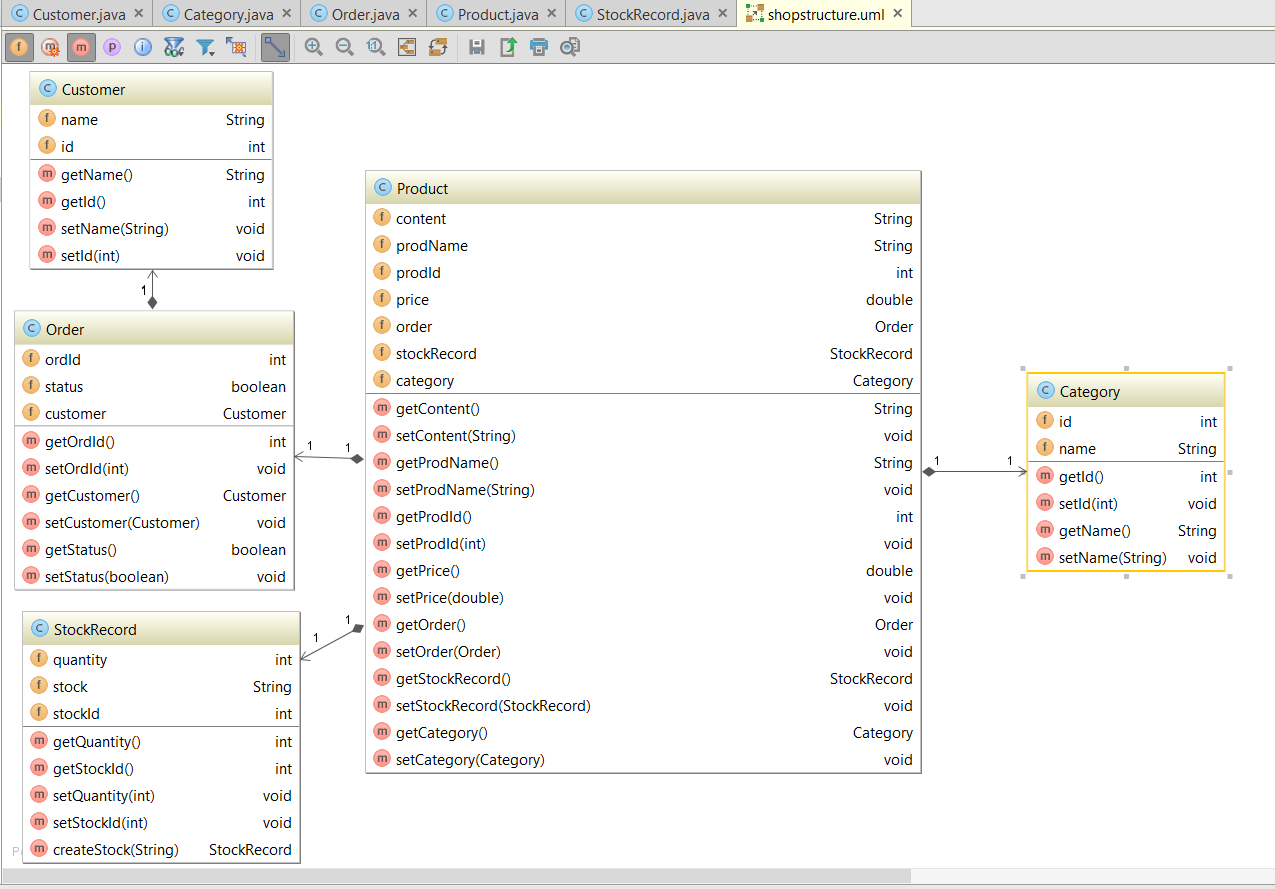 Customer.java Category.java Order.java Product.java StockRecord.java shopstructure.uml
Customer
name String
id int
getName() String
getId() int
setName(String) void
setId(int) void
1
Order
ordId int
status boolean
customer Customer
getOrdId() int
setOrdId(int) void
getCustomer() Customer
setCustomer(Customer) void
getStatus() boolean
setStatus(boolean) void
StockRecord
quantity int
stock String
stockId int
getQuantity() int
getStockId() int
setQuantity(int) void
setStockId(int) void
createStock(String) StockRecord
1 1
1 1
Product
content String
prodName String
prodId int
price double
order Order
stockRecord StockRecord
category Category
getContent() String
setContent(String) void
getProdName() String
setProdName(String) void
getProdId() int
setProdId(int) void
getPrice() double
setPrice(double) void
getOrder() Order
setOrder(Order) void
getStockRecord() StockRecord
setStockRecord(StockRecord) void
getCategory() Category
setCategory(Category) void
1 1
Category
id int
name String
getId() int
setId(int) void
getName() String
setName(String) void